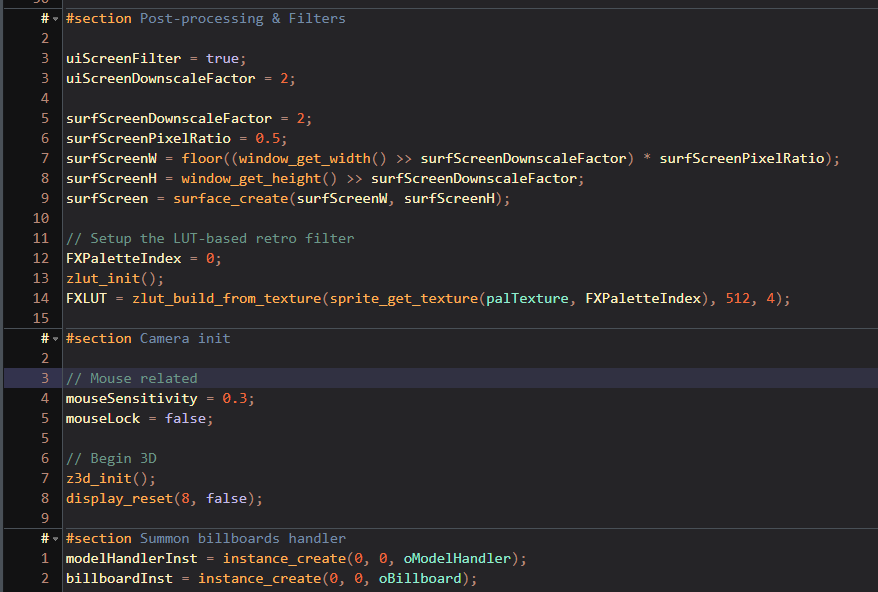 # #section Post-processing & Filters
2
3 uiScreenFilter = true;
3 uiScreenDownscaleFactor = 2;
4
5 surfScreenDownscaleFactor = 2;
6 surfScreenPixelRatio = 0.5;
7 surfScreenW = floor((window_get_width() >> surfScreenDownscaleFactor) * surfScreenPixelRatio);
8 surfScreenH = window_get_height() >> surfScreenDownscaleFactor;
9 surfScreen = surface_create(surfScreenW, surfScreenH);
10
11 // Setup the LUT-based retro filter
12 FXPaletteIndex = 0;
13 zlut_init();
14 FXLUT = zlut_build_from_texture(sprite_get_texture(palTexture, FXPaletteIndex), 512, 4);
15
# #section Camera init
2
3 // Mouse related
4 mouseSensitivity = 0.3;
5 mouseLock = false;
5
6 // Begin 3D
7 z3d_init();
8 display_reset(8, false);
9
# #section Summon billboards handler
1 modelHandlerInst = instance_create(0, 0, oModelHandler);
2 billboardInst = instance_create(0, 0, oBillboard);